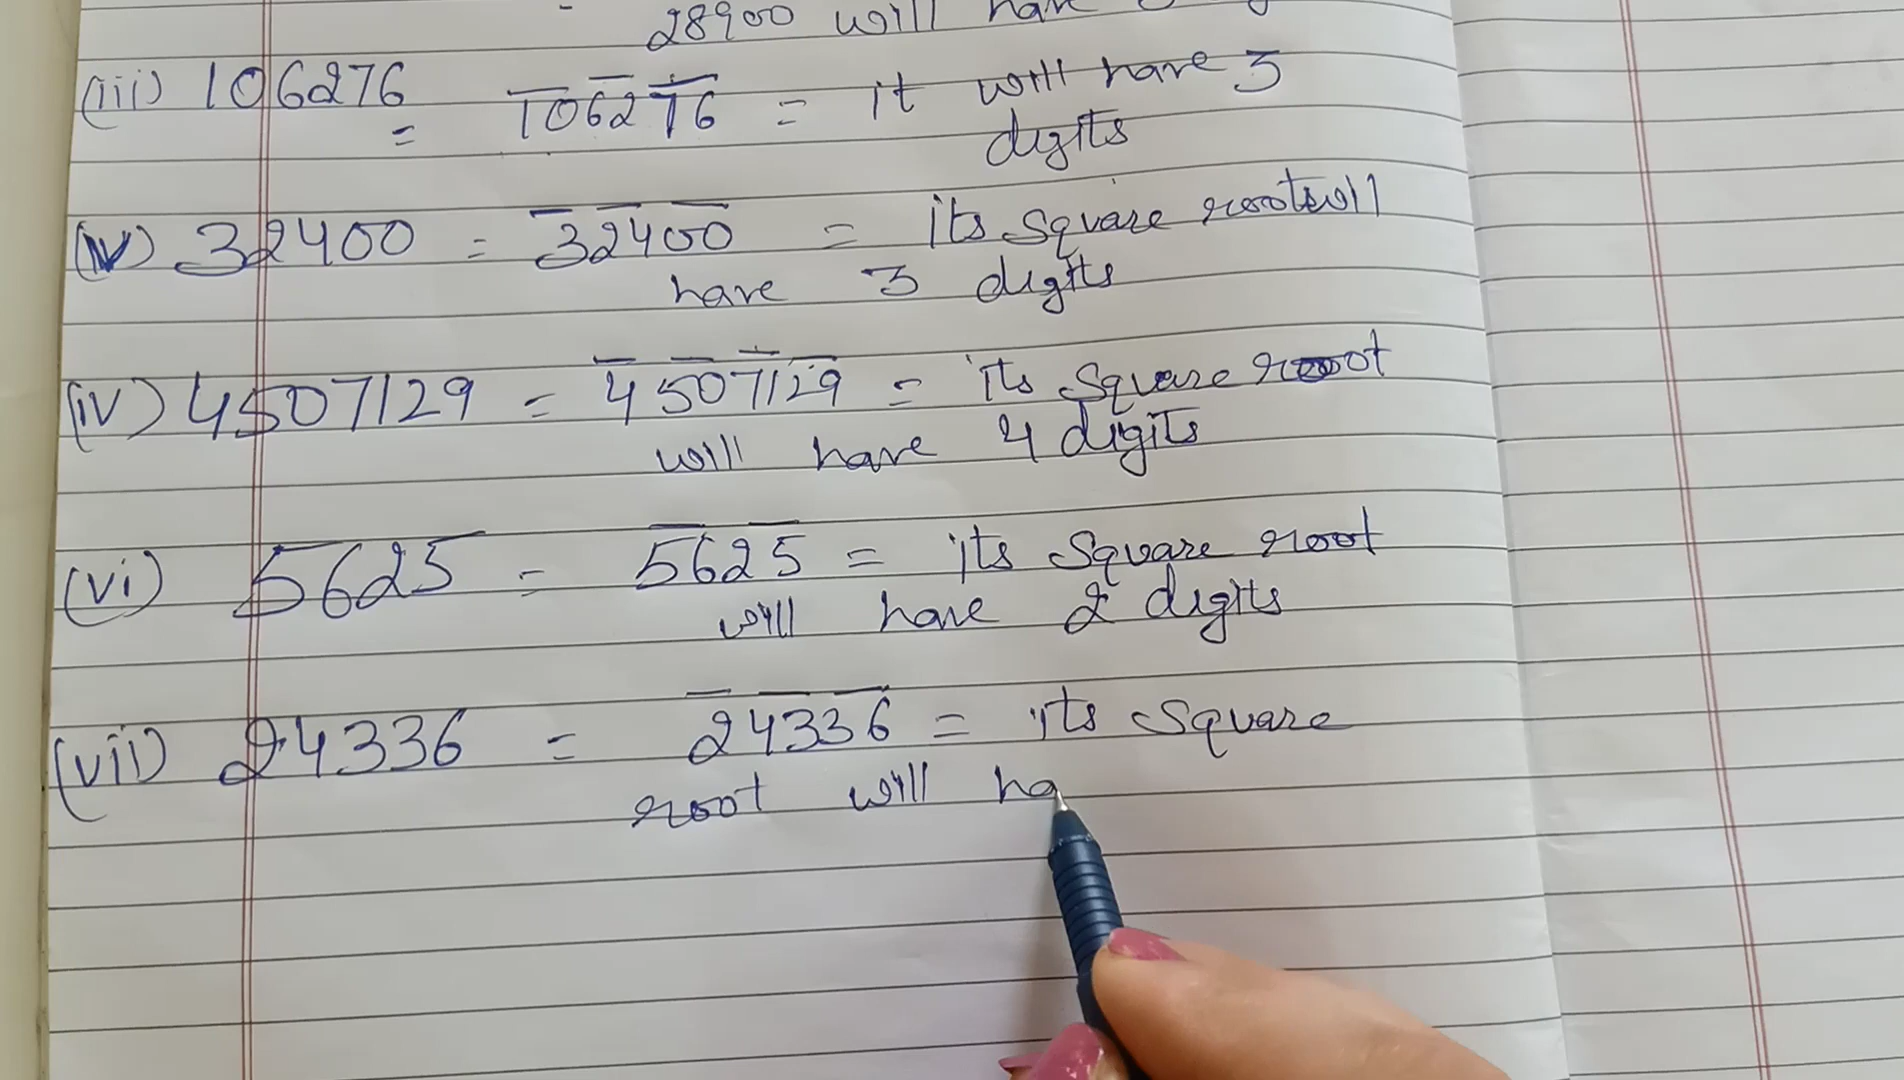 28900 will have
(iii) 106276 = 106276 = it will have 3
digits
(iv) 32400 = 32400 = its square root will
have 3 digits
(iv) 4507129 = 4507129 = its square root
will have 4 digits
(vi) 5625 = 5625 = its square root
will have 2 digits
(vii) 24336 = 24336 = its square
root will ha